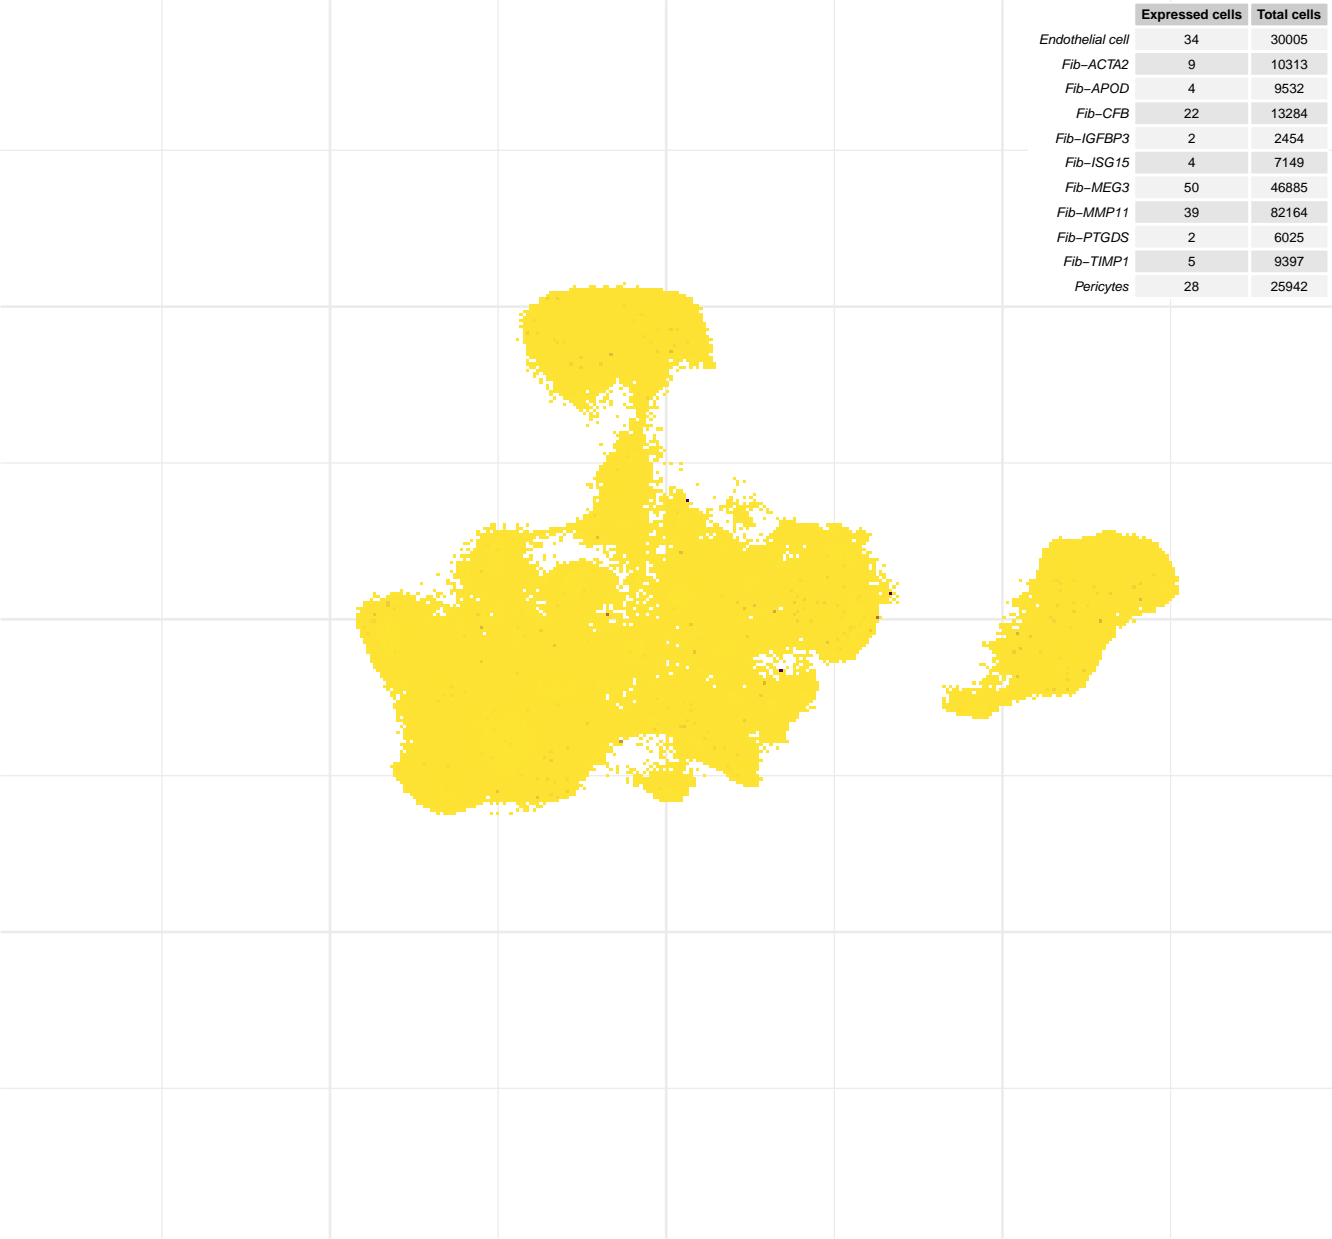 Expressed cells Total cells
Endothelial cell 34 30005
Fib−ACTA2 9 10313
Fib−APOD 4 9532
Fib−CFB 22 13284
Fib−IGFBP3 2 2454
Fib−ISG15 4 7149
Fib−MEG3 50 46885
Fib−MMP11 39 82164
Fib−PTGDS 2 6025
Fib−TIMP1 5 9397
Pericytes 28 25942